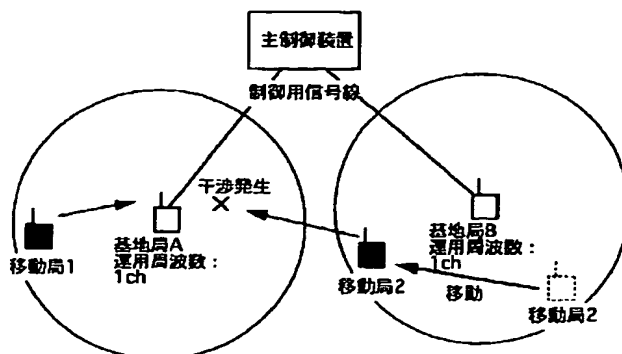 主制御装置
制御用信号線
干渉発生
基地局A
運用周波数：
1ch
移動局1
基地局B
運用周波数：
1ch
移動局2
移動
移動局2